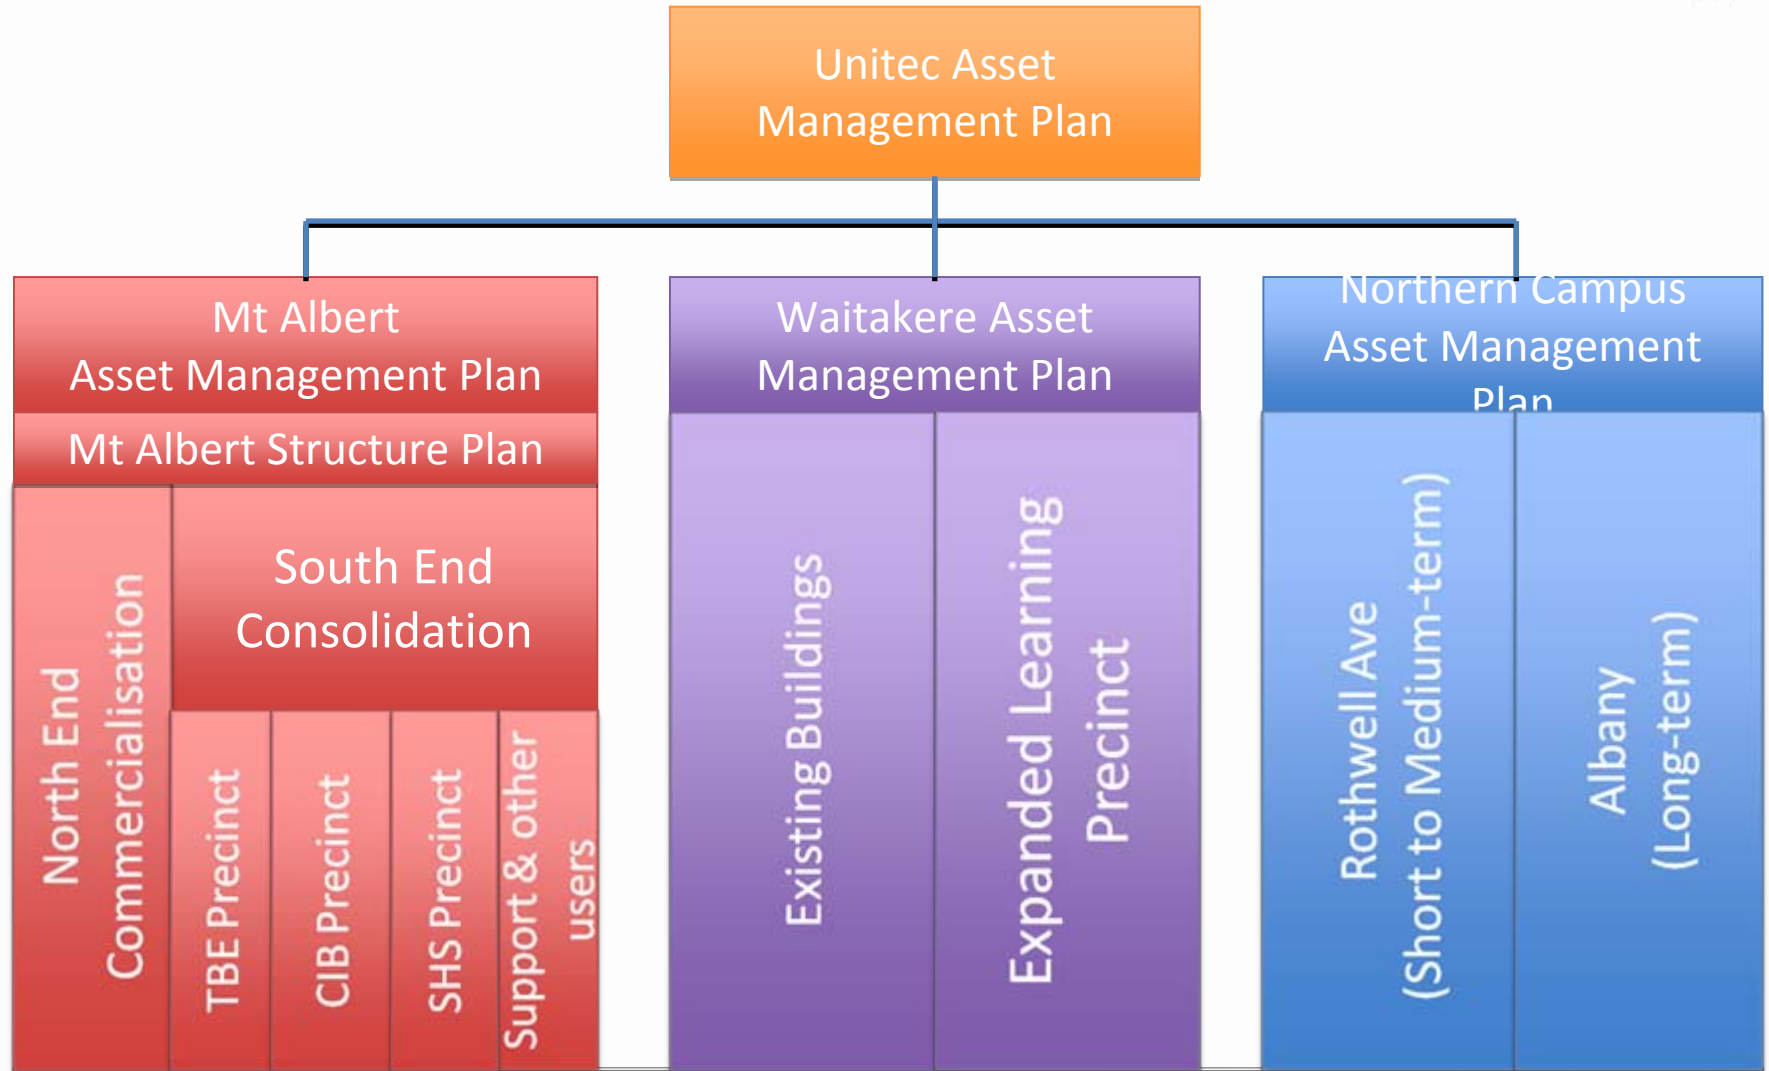 Unitec Asset
Management Plan
Mt Albert
Asset Management Plan
Mt Albert Structure Plan
North End
Commercialisation
South End
Consolidation
TBE Precinct
CIB Precinct
SHS Precinct
Support & other
users
Waitakere Asset
Management Plan
Existing Buildings
Expanded Learning
Precinct
Northern Campus
Asset Management
Plan
Rothwell Ave
(Short to Medium-term)
Albany
(Long-term)